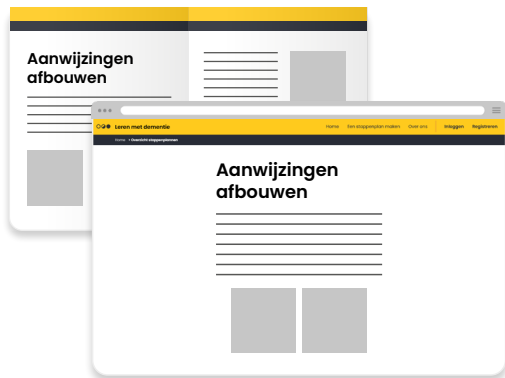 Aanwijzingen
afbouwen
Leren met dementie
Home Een stappenplan maken Over ons Inloggen Registreren
Home > Overzicht stappenplannen
Aanwijzingen
afbouwen